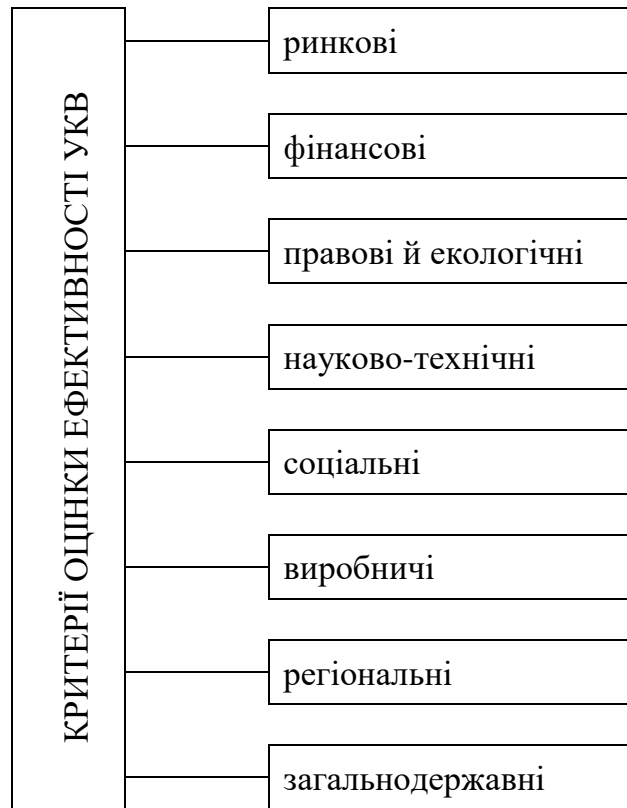 КРИТЕРІЇ ОЦІНКИ ЕФЕКТИВНОСТІ УКВ
ринкові
фінансові
правові й екологічні
науково-технічні
соціальні
виробничі
регіональні
загальнодержавні